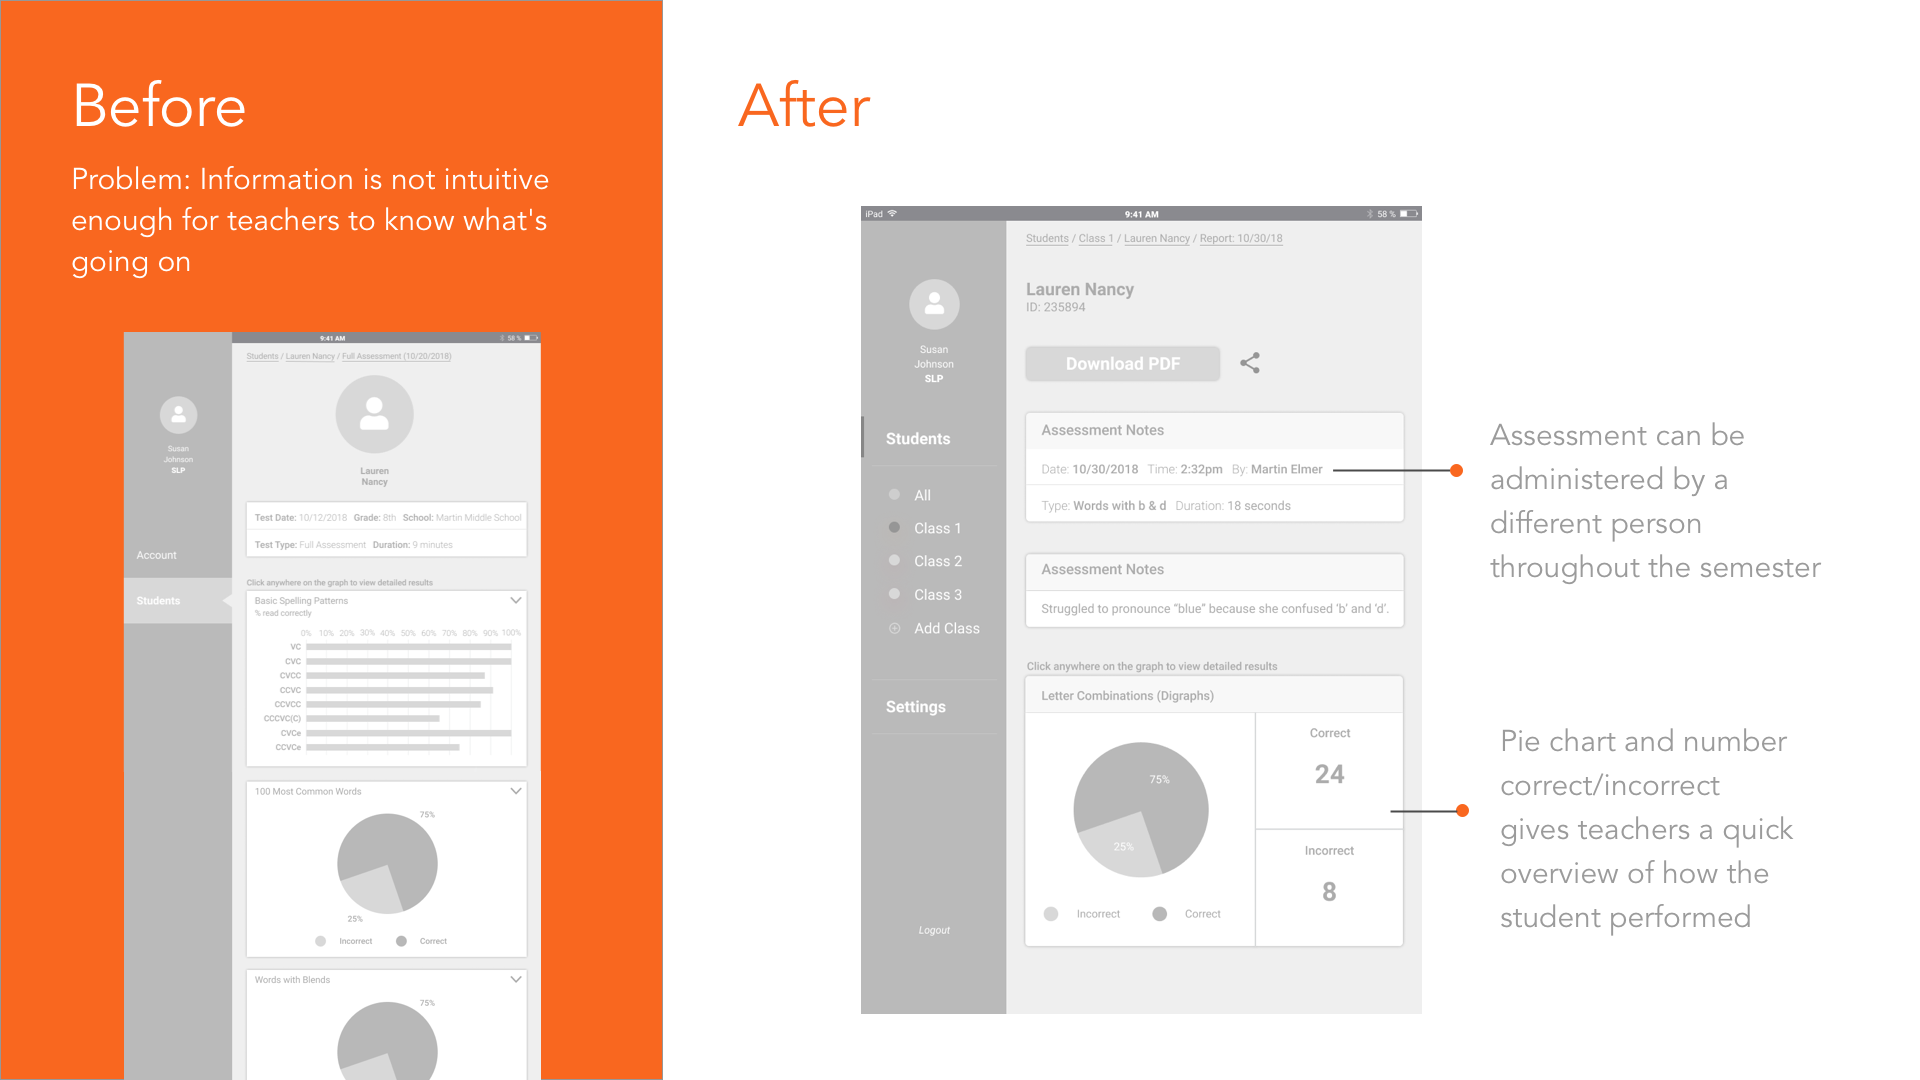 Before
Problem: Information is not intuitive
enough for teachers to know what's
going on
9:41 AM
58 %
Students / Lauren Nancy / Full Assessment (10/20/2018)
Susan
Johnson
SLP
Account
Students
Lauren
Nancy
Test Date: 10/12/2018 Grade: 8th School: Martin Middle School
Test Type: Full Assessment Duration: 9 minutes
Click anywhere on the graph to view detailed results
Basic Spelling Patterns
% read correctly
0% 10% 20% 30% 40% 50% 60% 70% 80% 90% 100%
VC
CVC
CVCC
CCVC
CCVCC
CCCVC(C)
CVCe
CCVCe
100 Most Common Words
75%
25%
Incorrect Correct
Words with Blends
75%
After
iPad 9:41 AM 58 %
Susan
Johnson
SLP
Students
All
Class 1
Class 2
Class 3
Add Class
Settings
Logout
Students / Class 1 / Lauren Nancy / Report: 10/30/18
Lauren Nancy
ID: 235894
Download PDF
Assessment Notes
Date: 10/30/2018 Time: 2:32pm By: Martin Elmer
Type: Words with b & d Duration: 18 seconds
Assessment Notes
Struggled to pronounce “blue” because she confused ‘b’ and ‘d’.
Click anywhere on the graph to view detailed results
Letter Combinations (Digraphs)
75%
25%
Incorrect Correct
Correct
24
Incorrect
8
Assessment can be
administered by a
different person
throughout the semester
Pie chart and number
correct/incorrect
gives teachers a quick
overview of how the
student performed